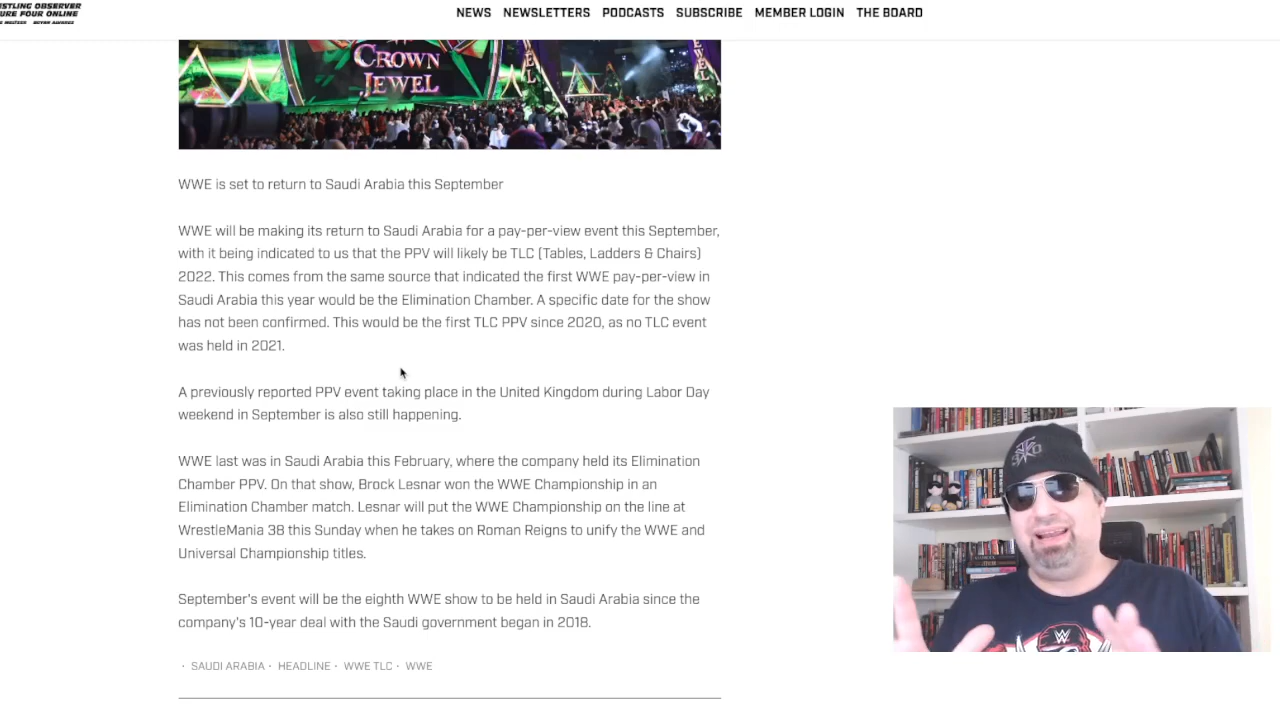 STLING OBSERVER
URE FOUR ONLINE
NEWS NEWSLETTERS PODCASTS SUBSCRIBE MEMBER LOGIN THE BOARD
CROWN
JEWEL
WWE is set to return to Saudi Arabia this September
WWE will be making its return to Saudi Arabia for a pay-per-view event this September,
with it being indicated to us that the PPV will likely be TLC (Tables, Ladders & Chairs)
2022. This comes from the same source that indicated the first WWE pay-per-view in
Saudi Arabia this year would be the Elimination Chamber. A specific date for the show
has not been confirmed. This would be the first TLC PPV since 2020, as no TLC event
was held in 2021.
A previously reported PPV event taking place in the United Kingdom during Labor Day
weekend in September is also still happening.
WWE last was in Saudi Arabia this February, where the company held its Elimination
Chamber PPV. On that show, Brock Lesnar won the WWE Championship in an
Elimination Chamber match. Lesnar will put the WWE Championship on the line at
WrestleMania 38 this Sunday when he takes on Roman Reigns to unify the WWE and
Universal Championship titles.
September's event will be the eighth WWE show to be held in Saudi Arabia since the
company's 10-year deal with the Saudi government began in 2018.
· SAUDI ARABIA · HEADLINE · WWE TLC · WWE